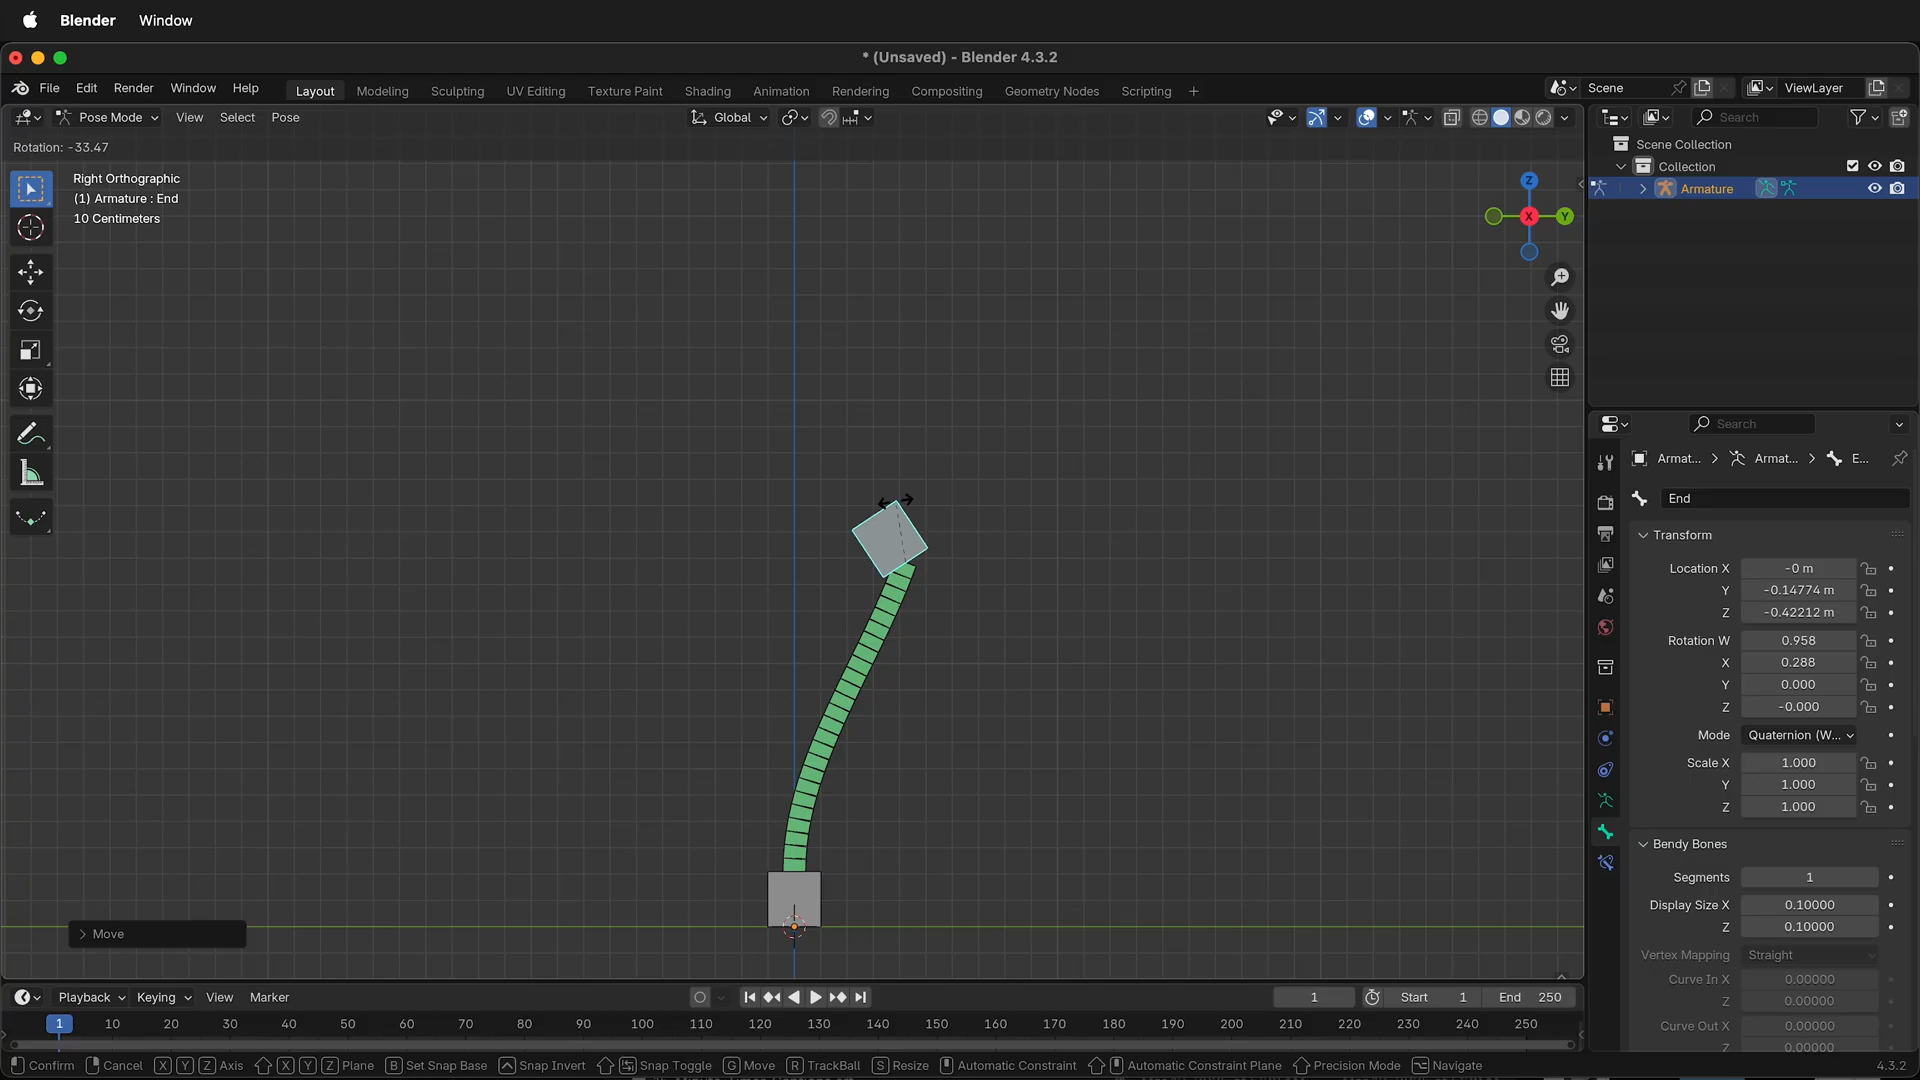 Blender Window
* (Unsaved) - Blender 4.3.2
File Edit Render Window Help Layout Modeling Sculpting UV Editing Texture Paint Shading Animation Rendering Compositing Geometry Nodes Scripting + Scene ViewLayer
Pose Mode View Select Pose Global Search
Rotation: -33.47
Scene Collection
Collection
Armature
Right Orthographic
(1) Armature : End
10 Centimeters
Z
X
Y
Search
Armat... > Armat... > E...
End
Transform
Location X -0 m
Y -0.14774 m
Z -0.42212 m
Rotation W 0.958
X 0.288
Y 0.000
Z -0.000
Mode Quaternion (W...
Scale X 1.000
Y 1.000
Z 1.000
Bendy Bones
Segments 1
Display Size X 0.10000
Z 0.10000
Vertex Mapping Straight
Curve In X 0.00000
Z 0.00000
Curve Out X 0.00000
Z 0.00000
> Move
Playback Keying View Marker 1 Start 1 End 250
1 10 20 30 40 50 60 70 80 90 100 110 120 130 140 150 160 170 180 190 200 210 220 230 240 250
Confirm Cancel X Y Z Axis X Y Z Plane B Set Snap Base Snap Invert Snap Toggle G Move R TrackBall S Resize Automatic Constraint Automatic Constraint Plane Precision Mode Navigate 4.3.2